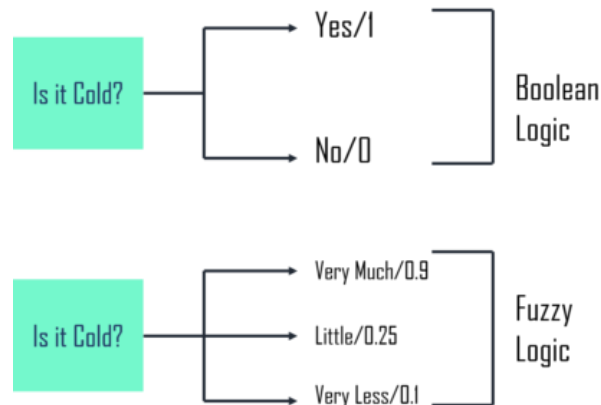 Is it Cold?
Yes/1
No/0
Boolean
Logic
Is it Cold?
Very Much/0.9
Little/0.25
Very Less/0.1
Fuzzy
Logic